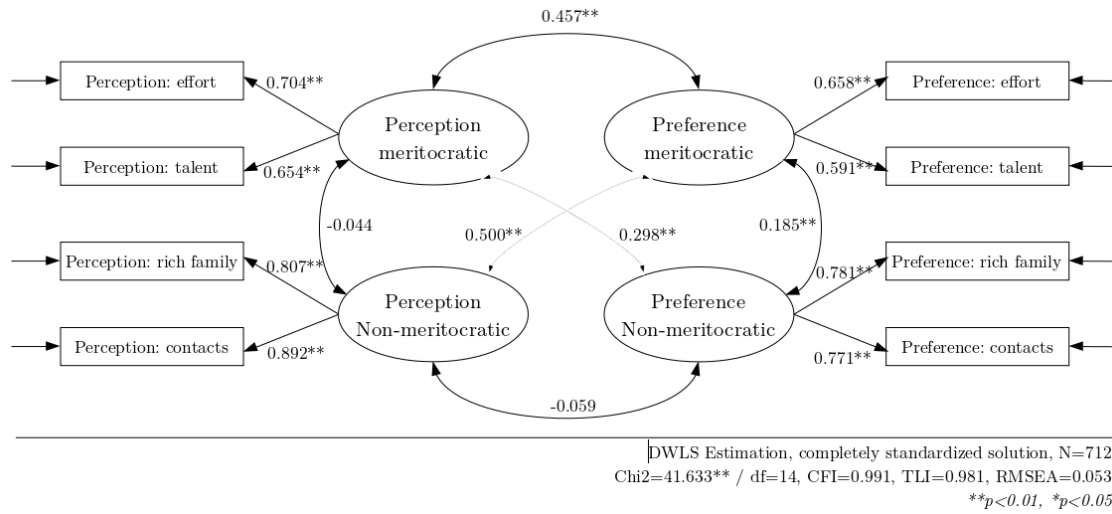 0.457**
Perception: effort
0.704**
0.658**
Preference: effort
Perception
meritocratic
Preference
meritocratic
Perception: talent
0.654**
0.591**
Preference: talent
-0.044
0.500**
0.298**
0.185**
Perception: rich family
0.807**
0.781**
Preference: rich family
Perception
Non-meritocratic
Preference
Non-meritocratic
Perception: contacts
0.892**
0.771**
Preference: contacts
-0.059
DWLS Estimation, completely standardized solution, N=712
Chi2=41.633** / df=14, CFI=0.991, TLI=0.981, RMSEA=0.053
**p<0.01, *p<0.05